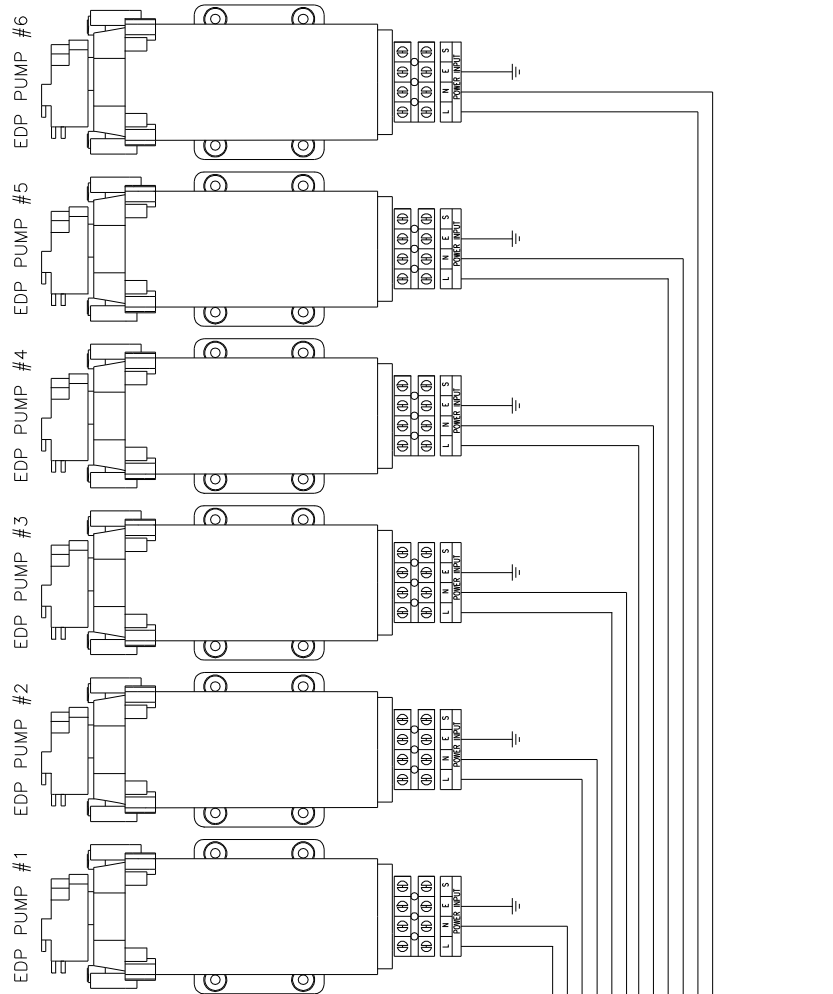 EDP PUMP #6
S
E
N
L
POWER INPUT
EDP PUMP #5
S
E
N
L
POWER INPUT
EDP PUMP #4
S
E
N
L
POWER INPUT
EDP PUMP #3
S
E
N
L
POWER INPUT
EDP PUMP #2
S
E
N
L
POWER INPUT
EDP PUMP #1
S
E
N
L
POWER INPUT